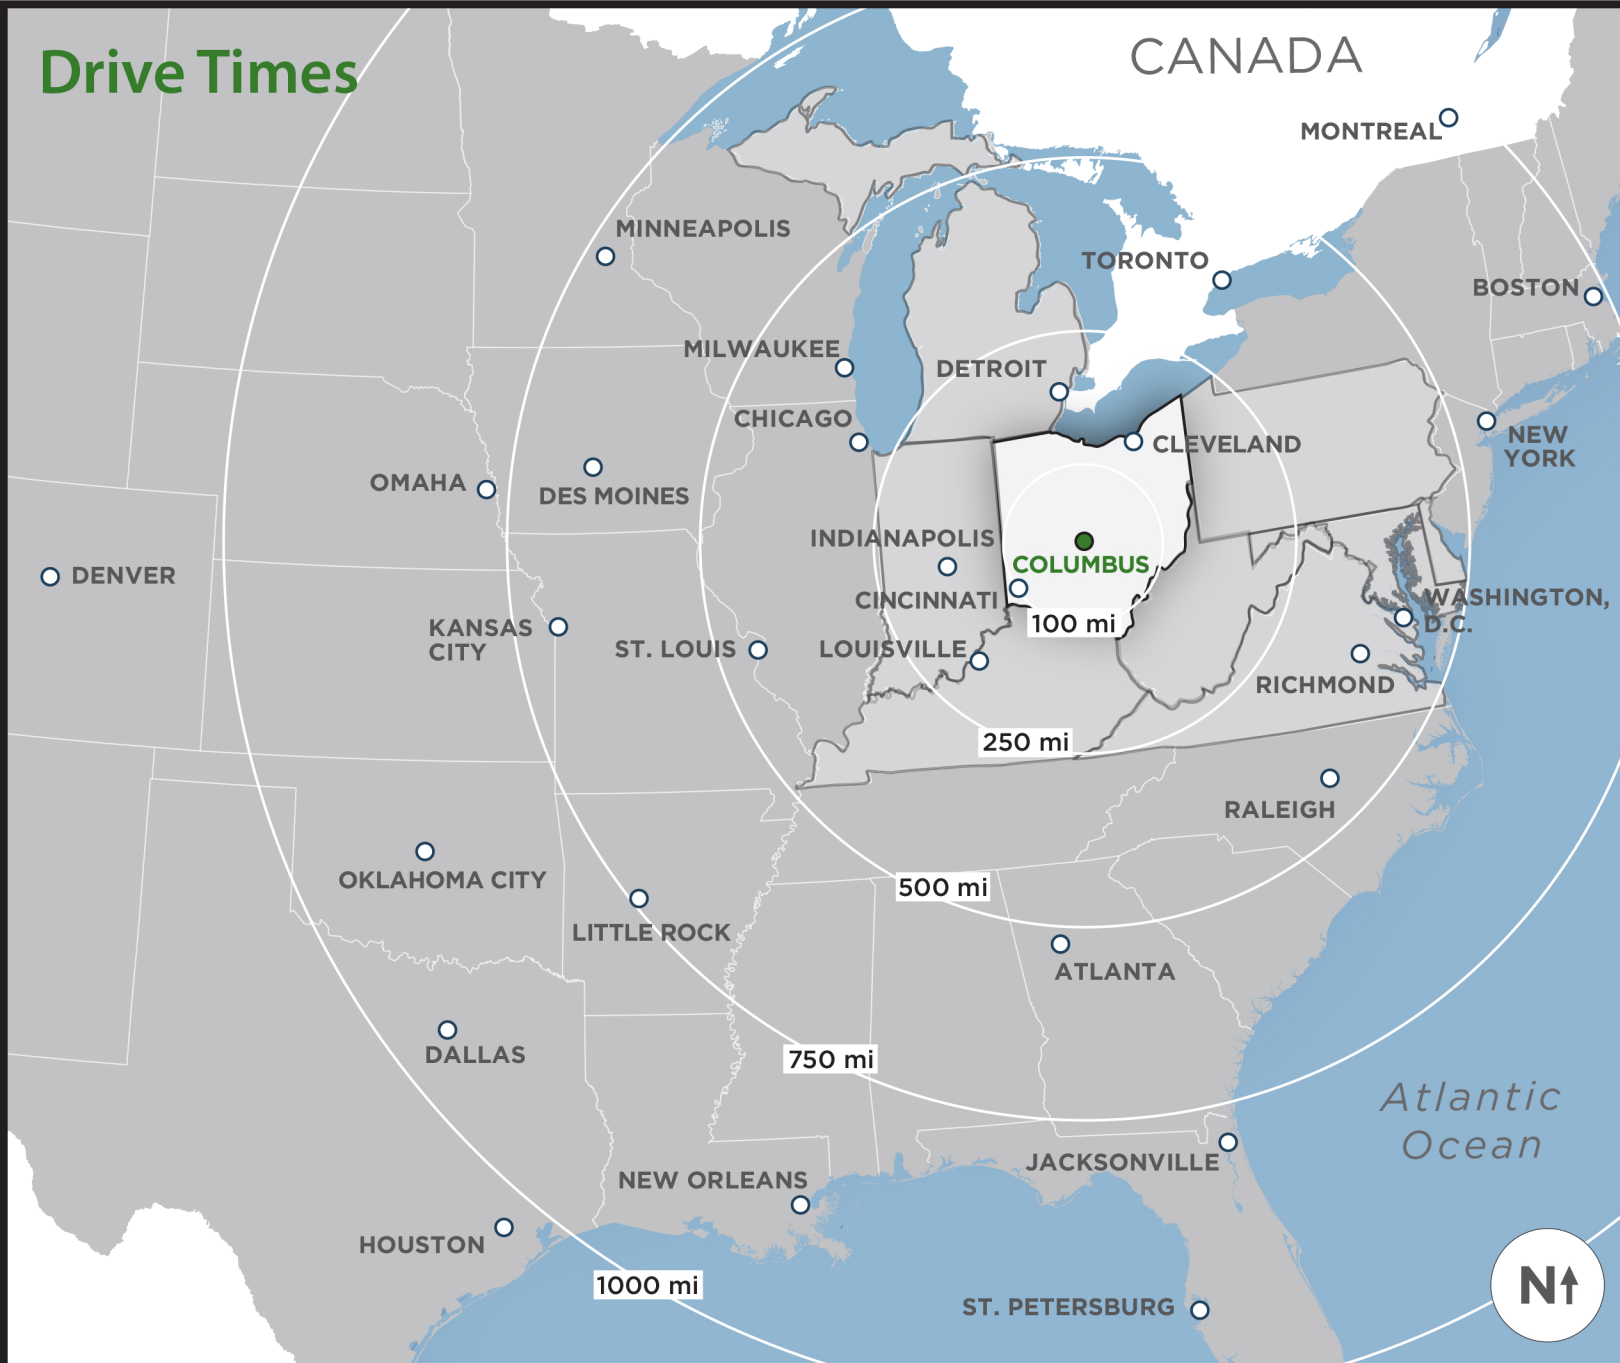 Drive Times
CANADA
MONTREAL
MINNEAPOLIS
TORONTO
BOSTON
MILWAUKEE
DETROIT
CHICAGO
CLEVELAND
NEW
YORK
OMAHA
DES MOINES
INDIANAPOLIS
COLUMBUS
DENVER
CINCINNATI
WASHINGTON,
D.C.
100 mi
KANSAS
CITY
ST. LOUIS
LOUISVILLE
RICHMOND
250 mi
RALEIGH
OKLAHOMA CITY
500 mi
LITTLE ROCK
ATLANTA
DALLAS
750 mi
Atlantic
Ocean
JACKSONVILLE
NEW ORLEANS
HOUSTON
1000 mi
ST. PETERSBURG
N